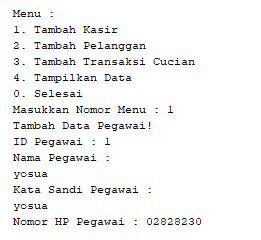 Menu :
1. Tambah Kasir
2. Tambah Pelanggan
3. Tambah Transaksi Cucian
4. Tampilkan Data
0. Selesai
Masukkan Nomor Menu : 1
Tambah Data Pegawai!
ID Pegawai : 1
Nama Pegawai :
yosua
Kata Sandi Pegawai :
yosua
Nomor HP Pegawai : 02828230